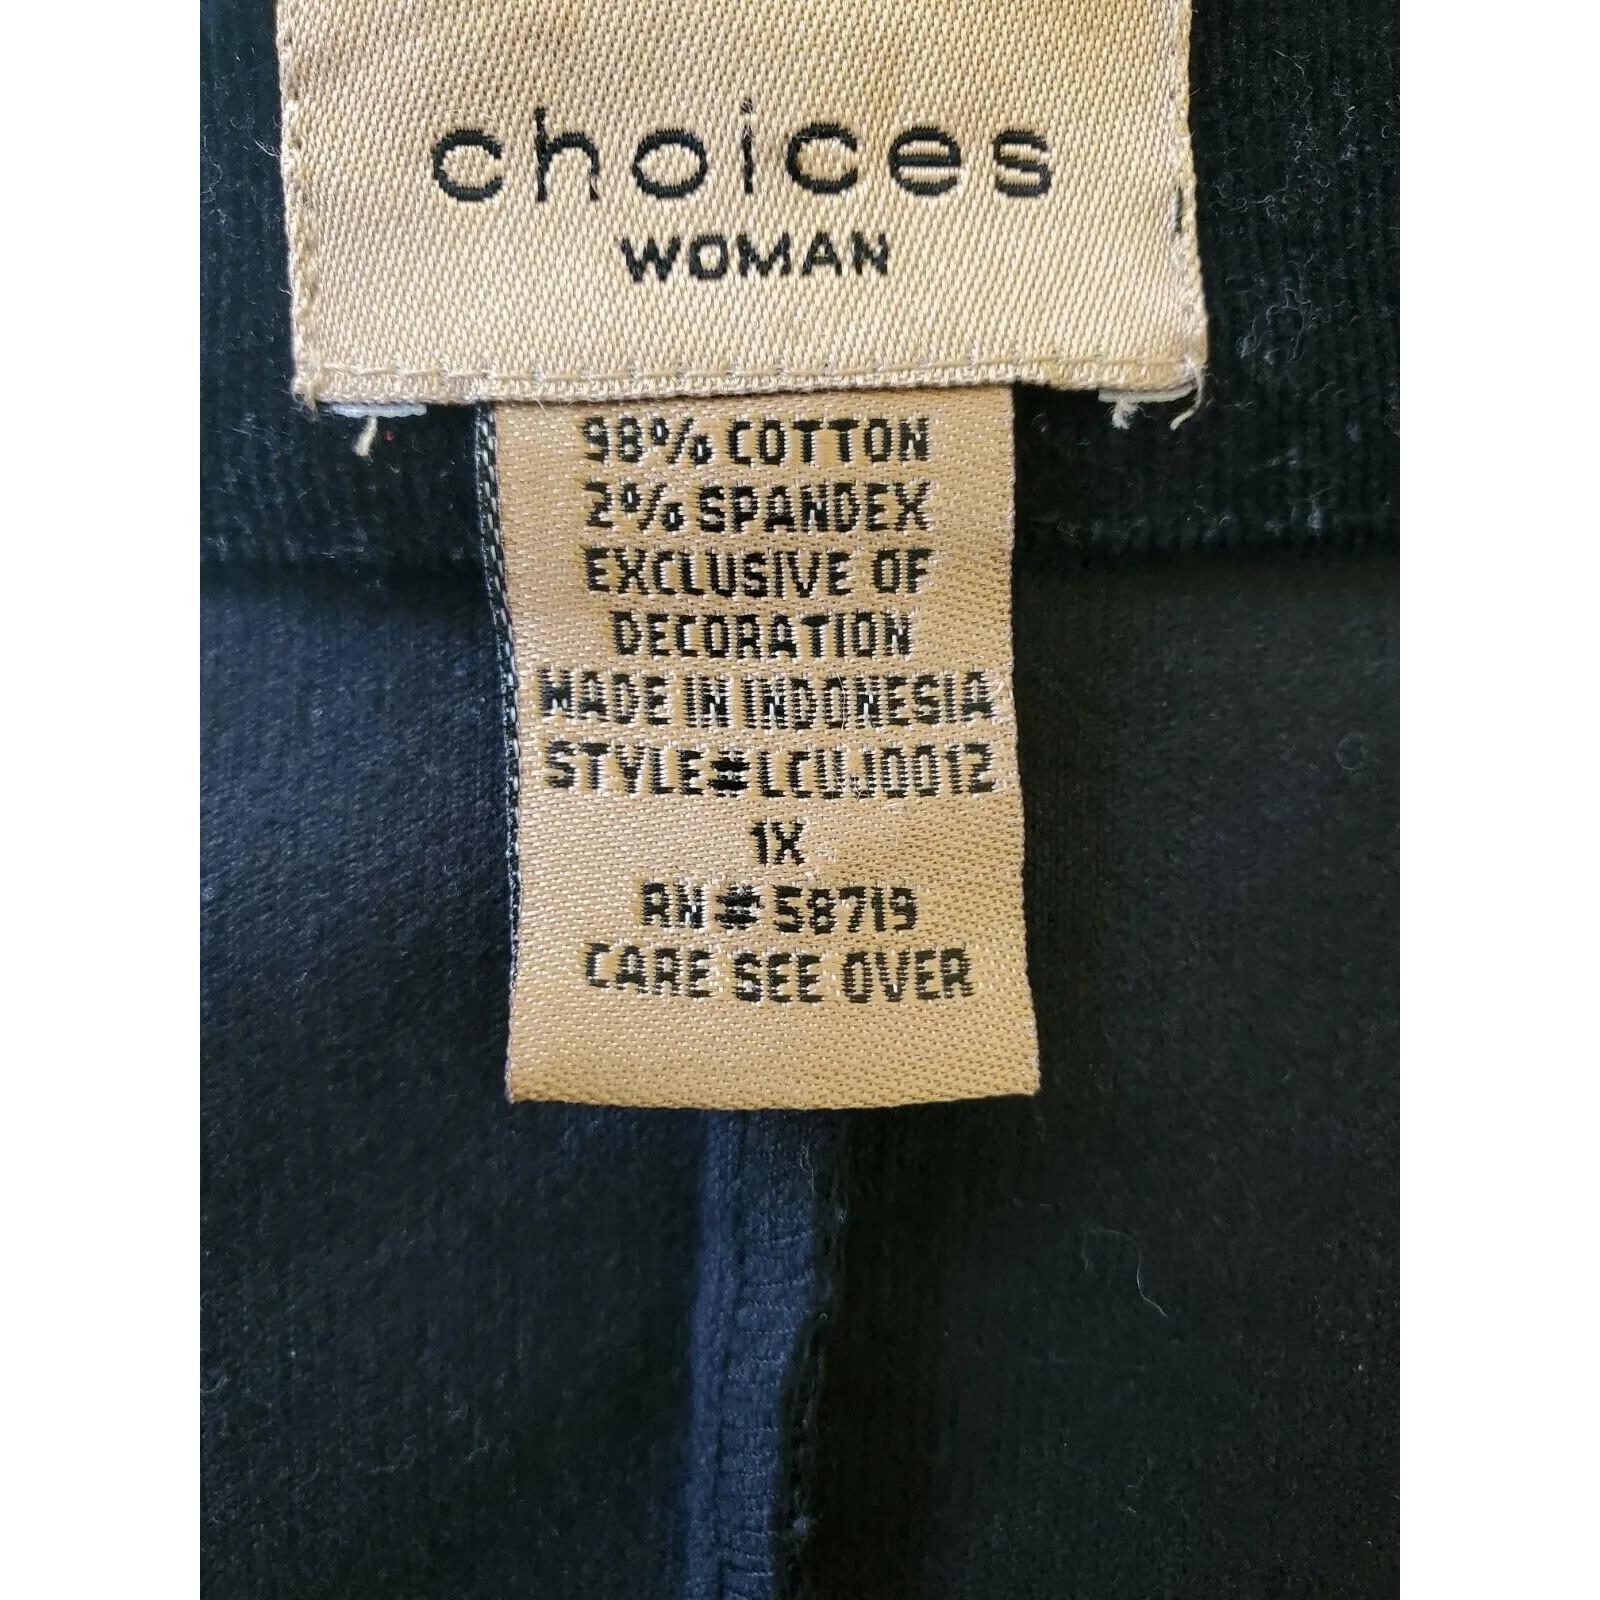 choices
WOMAN
98% COTTON
2% SPANDEX
EXCLUSIVE OF
DECORATION
MADE IN INDONESIA
STYLE#LCUJ0012
1X
RN#58719
CARE SEE OVER